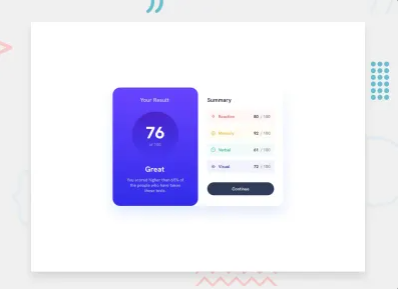 Your Result
76
of 100
Great
You scored higher than 65% of
the people who have taken
these tests.
Summary
Reaction 80 / 100
Memory 92 / 100
Verbal 61 / 100
Visual 72 / 100
Continue